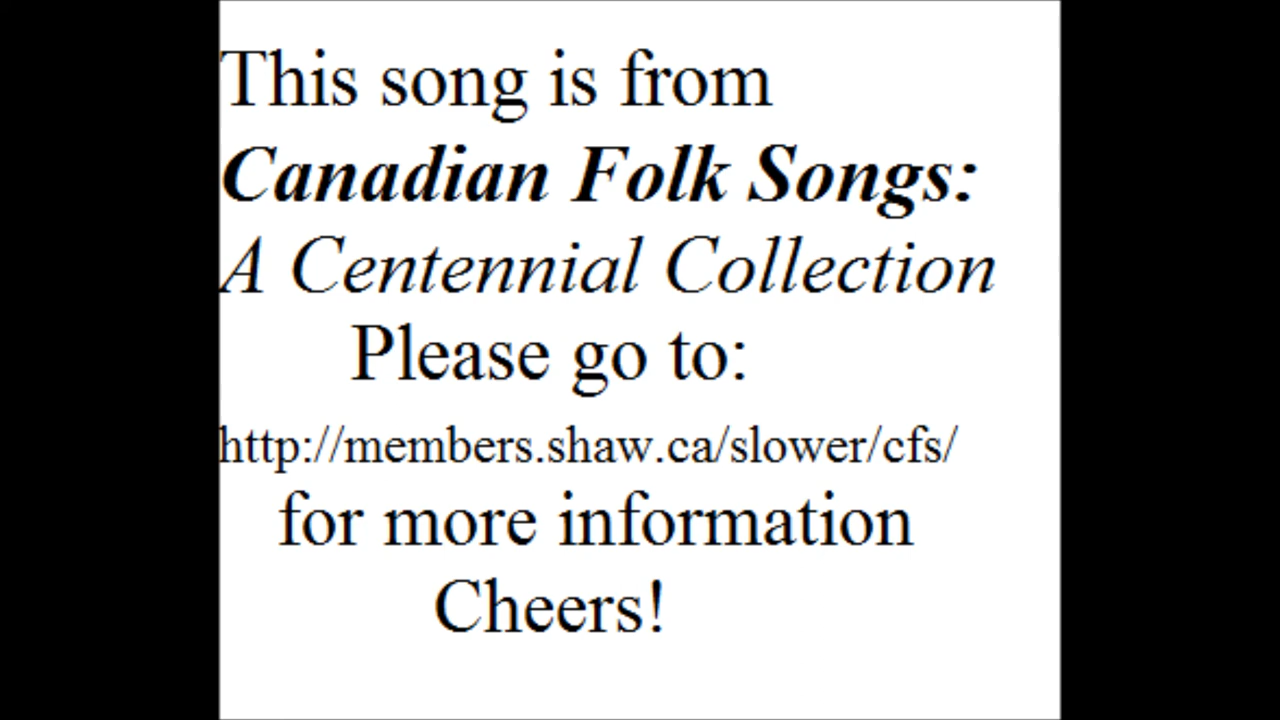 This song is from
Canadian Folk Songs:
A Centennial Collection
Please go to:
http://members.shaw.ca/slower/cfs/
for more information
Cheers!